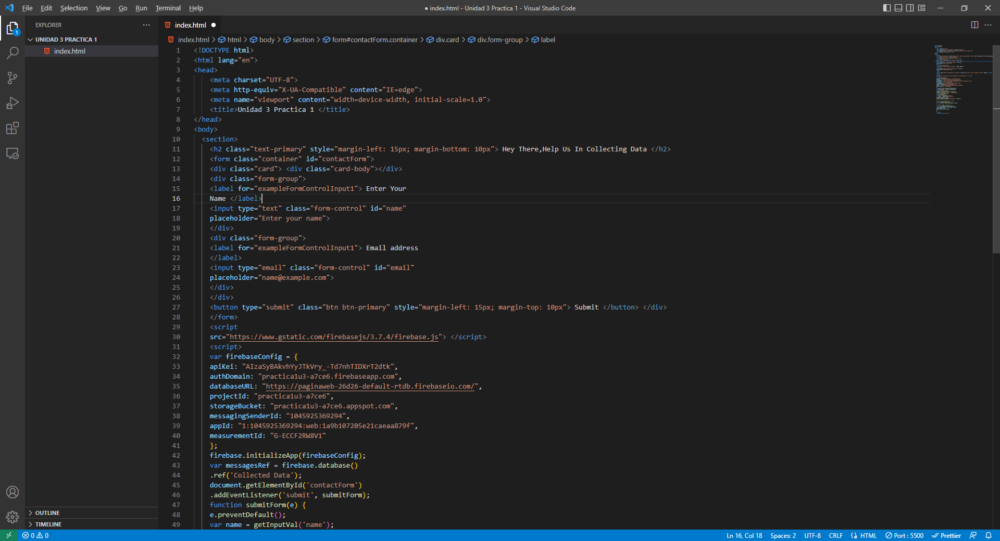 File Edit Selection View Go Run Terminal Help
● index.html - Unidad 3 Practica 1 - Visual Studio Code
EXPLORER
UNIDAD 3 PRACTICA 1
index.html
1
OUTLINE
TIMELINE
index.html
index.html > html > body > section > form#contactForm.container > div.card > div.form-group > label
1 <!DOCTYPE html>
2 <html lang="en">
3 <head>
4 <meta charset="UTF-8">
5 <meta http-equiv="X-UA-Compatible" content="IE=edge">
6 <meta name="viewport" content="width=device-width, initial-scale=1.0">
7 <title>Unidad 3 Practica 1 </title>
8 </head>
9 <body>
10 <section>
11 <h2 class="text-primary" style="margin-left: 15px; margin-bottom: 10px"> Hey There,Help Us In Collecting Data </h2>
12 <form class="container" id="contactForm">
13 <div class="card"> <div class="card-body"></div>
14 <div class="form-group">
15 <label for="exampleFormControlInput1"> Enter Your
16 Name </label>
17 <input type="text" class="form-control" id="name"
18 placeholder="Enter your name">
19 </div>
20 <div class="form-group">
21 <label for="exampleFormControlInput1"> Email address
22 </label>
23 <input type="email" class="form-control" id="email"
24 placeholder="name@example.com">
25 </div>
26 </div>
27 <button type="submit" class="btn btn-primary" style="margin-left: 15px; margin-top: 10px"> Submit </button> </div>
28 </form>
29 <script
30 src="https://www.gstatic.com/firebasejs/3.7.4/firebase.js"> </script>
31 <script>
32 var firebaseConfig = {
33 apiKei: "AIzaSyBAkvhYyJTkVry_-Td7nhTIDXrT2dtk",
34 authDomain: "practica1u3-a7ce6.firebaseapp.com",
35 databaseURL: "https://paginaweb-26d26-default-rtdb.firebaseio.com/",
36 projectId: "practica1u3-a7ce6",
37 storageBucket: "practica1u3-a7ce6.appspot.com",
38 messagingSenderId: "1045925369294",
39 appId: "1:1045925369294:web:1a9b107205e21caeaa879f",
40 measurementId: "G-ECCF2RW8V1"
41 };
42 firebase.initializeApp(firebaseConfig);
43 var messagesRef = firebase.database()
44 .ref('Collected Data');
45 document.getElementById('contactForm')
46 .addEventListener('submit', submitForm);
47 function submitForm(e) {
48 e.preventDefault();
49 var name = getInputVal('name');
0 0 Ln 16, Col 18 Spaces: 2 UTF-8 CRLF HTML Port : 5500 Prettier